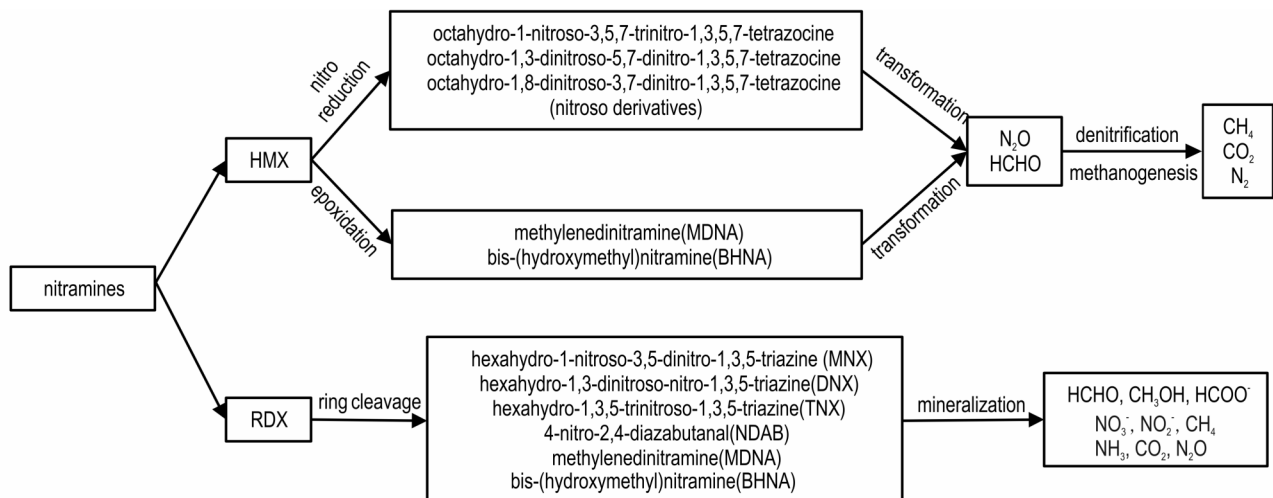 octahydro-1-nitroso-3,5,7-trinitro-1,3,5,7-tetrazocine
octahydro-1,3-dinitroso-5,7-dinitro-1,3,5,7-tetrazocine
octahydro-1,8-dinitroso-3,7-dinitro-1,3,5,7-tetrazocine
(nitroso derivatives)
nitro
reduction
transformation
HMX
N₂O
HCHO
denitrification
methanogenesis
CH₄
CO₂
N₂
epoxidation
transformation
methylenedinitramine(MDNA)
bis-(hydroxymethyl)nitramine(BHNA)
nitramines
RDX
ring cleavage
hexahydro-1-nitroso-3,5-dinitro-1,3,5-triazine (MNX)
hexahydro-1,3-dinitroso-nitro-1,3,5-triazine(DNX)
hexahydro-1,3,5-trinitroso-1,3,5-triazine(TNX)
4-nitro-2,4-diazabutanal(NDAB)
methylenedinitramine(MDNA)
bis-(hydroxymethyl)nitramine(BHNA)
mineralization
HCHO, CH₃OH, HCOO⁻
NO₃⁻, NO₂⁻, CH₄
NH₃, CO₂, N₂O